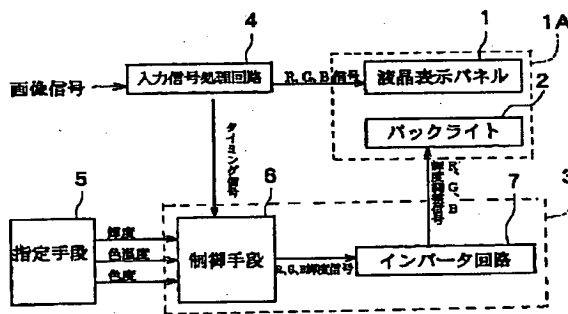 4
1
1A
画像信号
入力信号処理回路
R,G,B信号
液晶表示パネル
2
バックライト
タイミング信号
R、G、B
5
6
7
3
指定手段
輝度
色温度
色度
制御手段
R,G,B輝度信号
インバータ回路